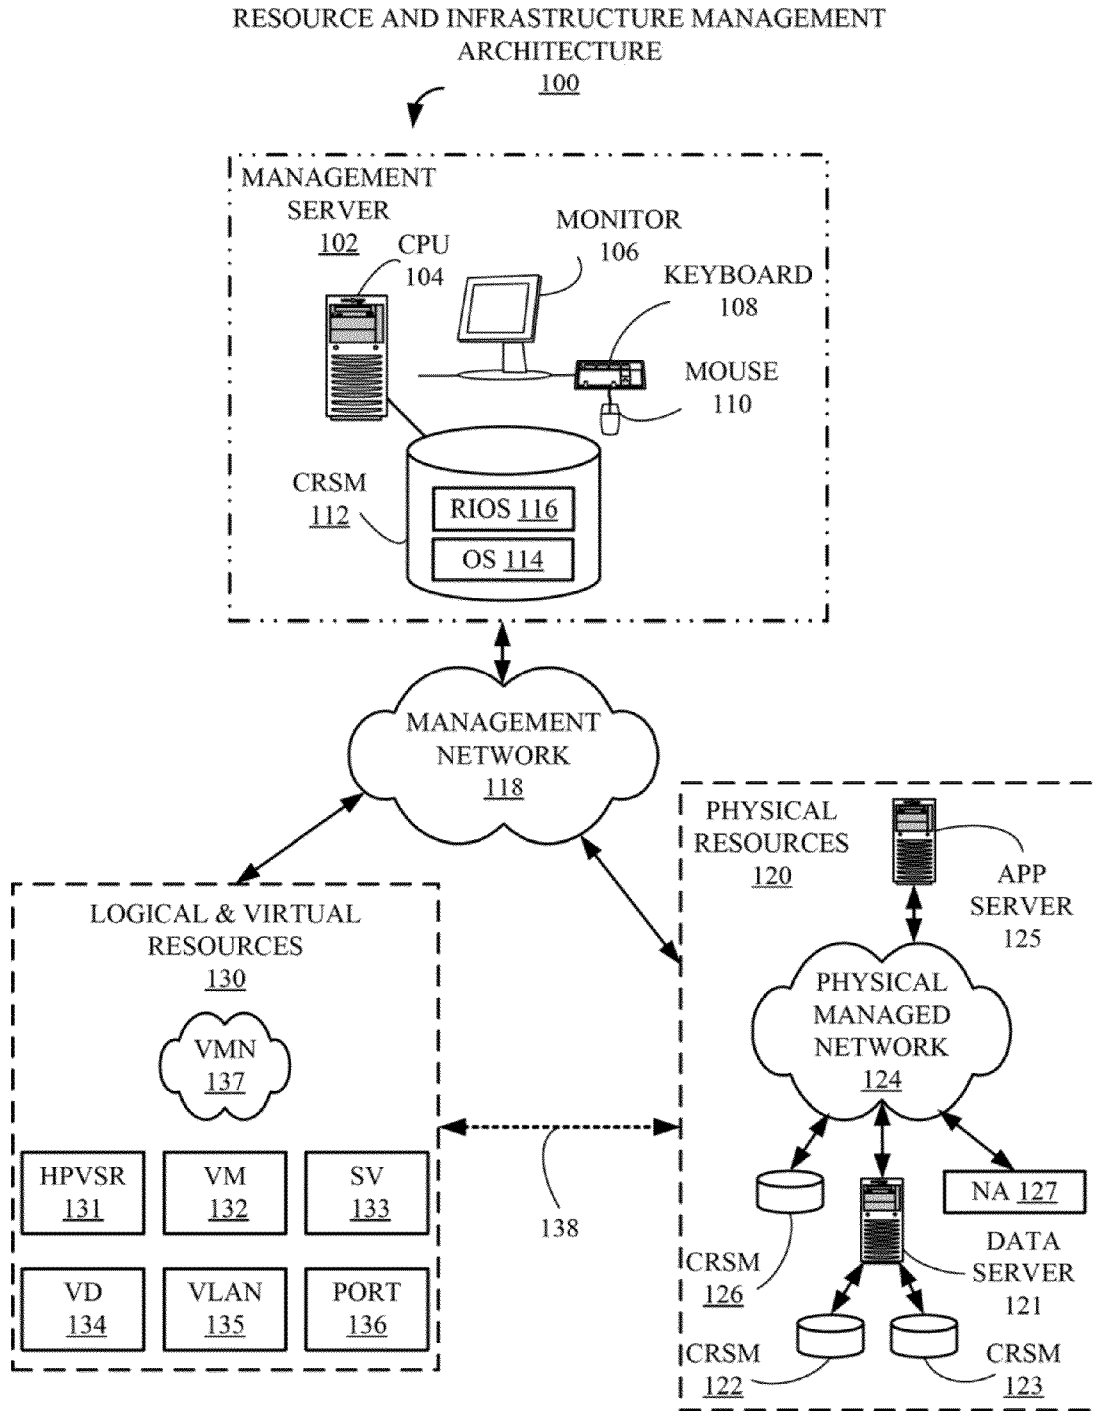 RESOURCE AND INFRASTRUCTURE MANAGEMENT
ARCHITECTURE
100
MANAGEMENT
SERVER
102
CPU
104
MONITOR
106
KEYBOARD
108
MOUSE
110
CRSM
112
RIOS 116
OS 114
MANAGEMENT
NETWORK
118
PHYSICAL
RESOURCES
120
APP
SERVER
125
PHYSICAL
MANAGED
NETWORK
124
CRSM
126
NA 127
DATA
SERVER
121
CRSM
122
CRSM
123
LOGICAL & VIRTUAL
RESOURCES
130
VMN
137
HPVSR
131
VM
132
SV
133
VD
134
VLAN
135
PORT
136
138